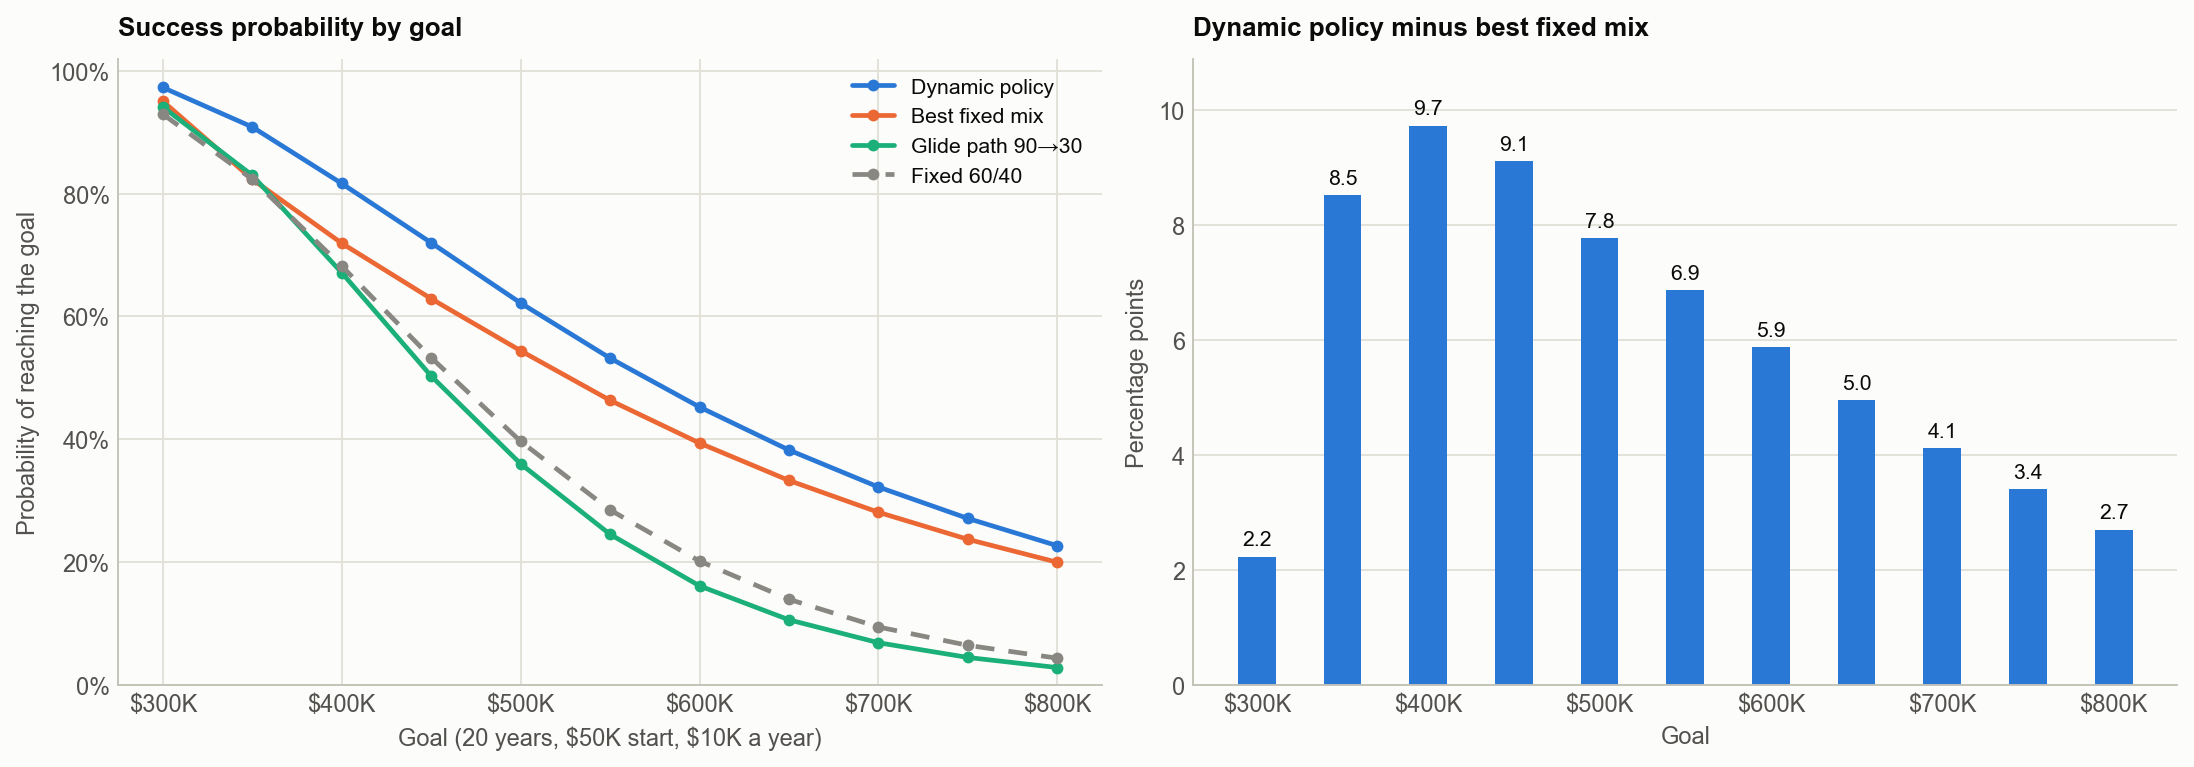 Success probability by goal
100%
80%
60%
40%
20%
0%
Probability of reaching the goal
Dynamic policy
Best fixed mix
Glide path 90→30
Fixed 60/40
$300K $400K $500K $600K $700K $800K
Goal (20 years, $50K start, $10K a year)
Dynamic policy minus best fixed mix
10
8
6
4
2
0
Percentage points
2.2
8.5
9.7
9.1
7.8
6.9
5.9
5.0
4.1
3.4
2.7
$300K $400K $500K $600K $700K $800K
Goal